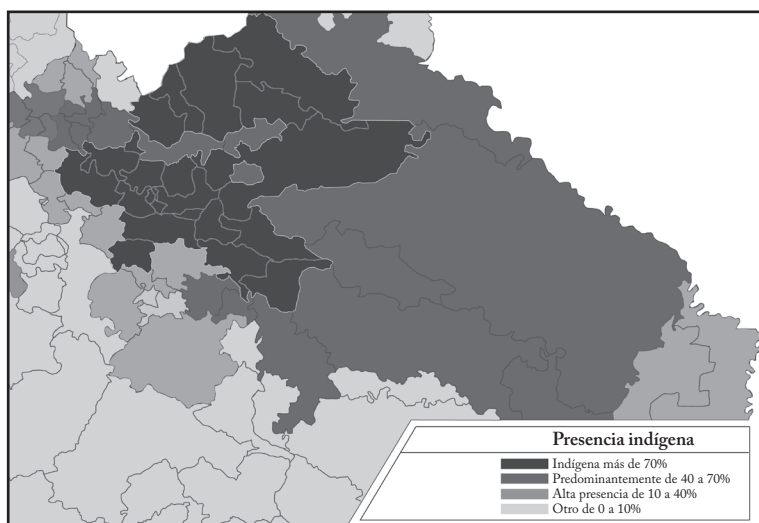 Presencia indígena
Indígena más de 70%
Predominantemente de 40 a 70%
Alta presencia de 10 a 40%
Otro de 0 a 10%